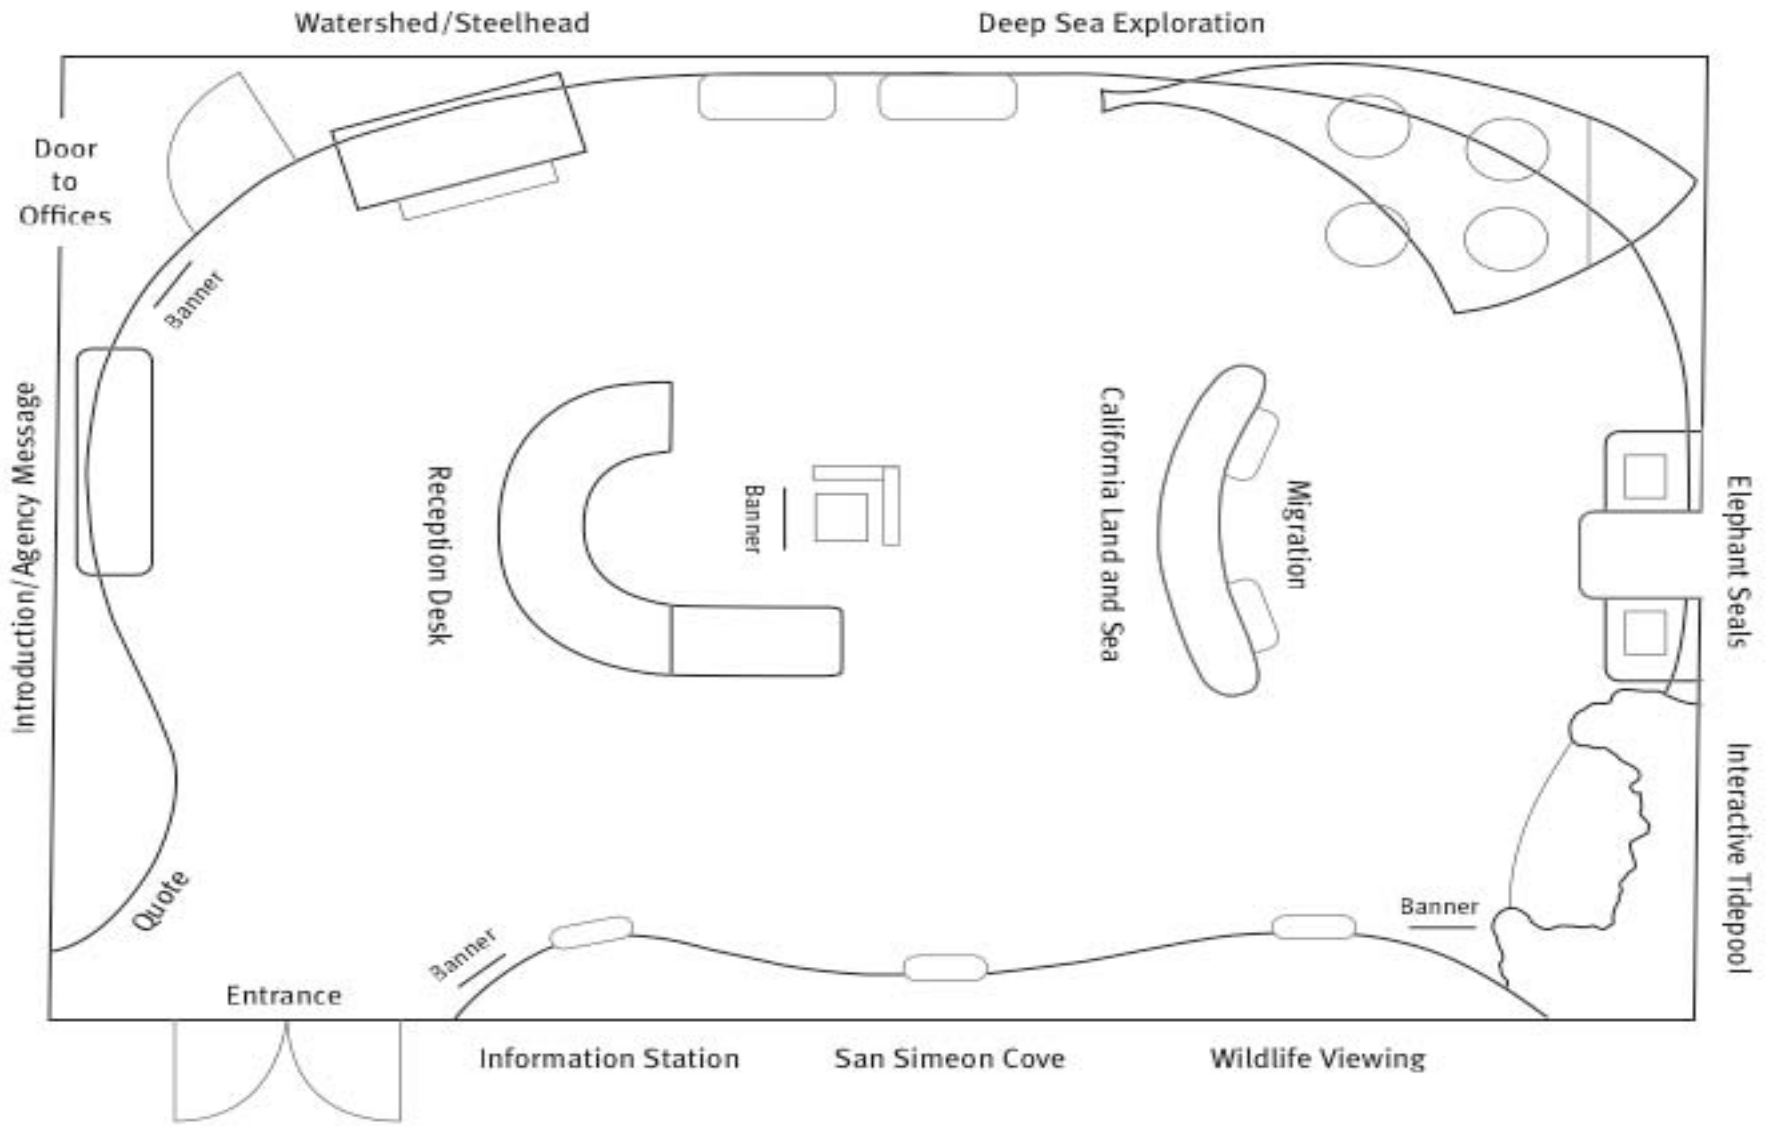 Watershed/Steelhead
Deep Sea Exploration
Door
to
Offices
Banner
Introduction/Agency Message
Reception Desk
Banner
California Land and Sea
Migration
Elephant Seals
Interactive Tidepool
Quote
Banner
Banner
Entrance
Information Station
San Simeon Cove
Wildlife Viewing